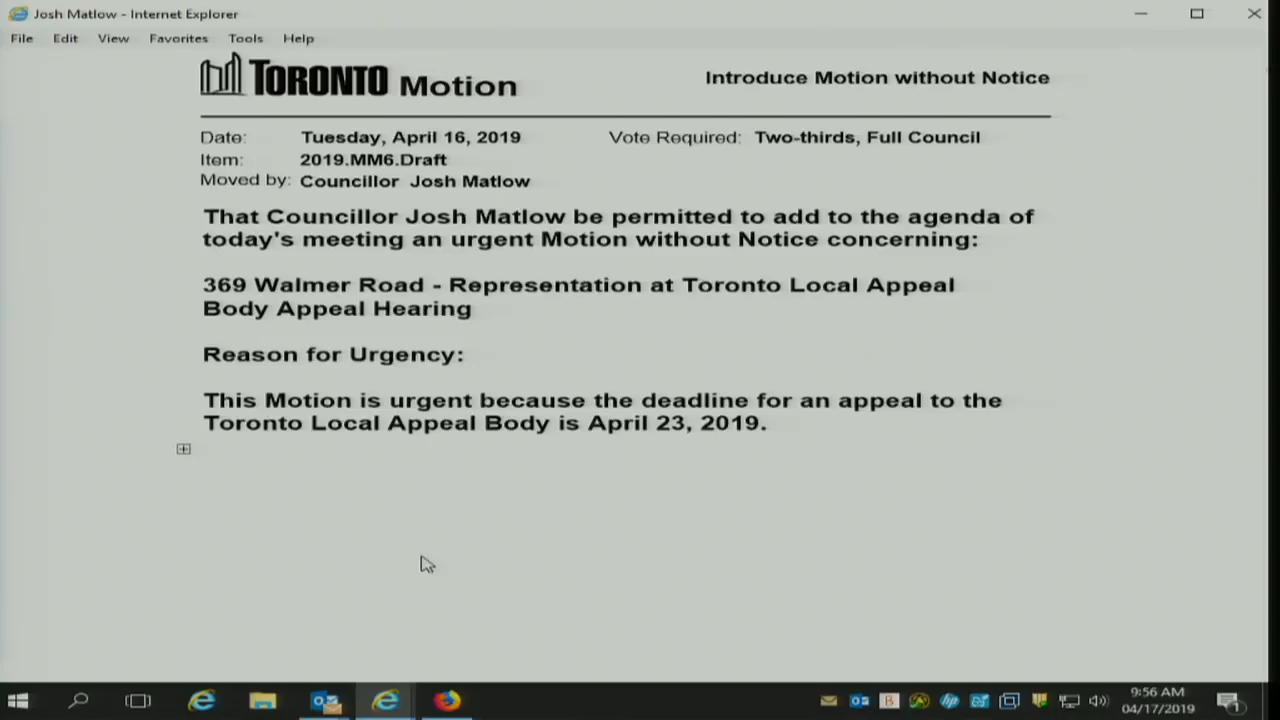 Josh Matlow - Internet Explorer
File Edit View Favorites Tools Help
TORONTO Motion
Introduce Motion without Notice
Date: Tuesday, April 16, 2019
Vote Required: Two-thirds, Full Council
Item: 2019.MM6.Draft
Moved by: Councillor Josh Matlow
That Councillor Josh Matlow be permitted to add to the agenda of
today's meeting an urgent Motion without Notice concerning:
369 Walmer Road - Representation at Toronto Local Appeal
Body Appeal Hearing
Reason for Urgency:
This Motion is urgent because the deadline for an appeal to the
Toronto Local Appeal Body is April 23, 2019.
9:56 AM
04/17/2019